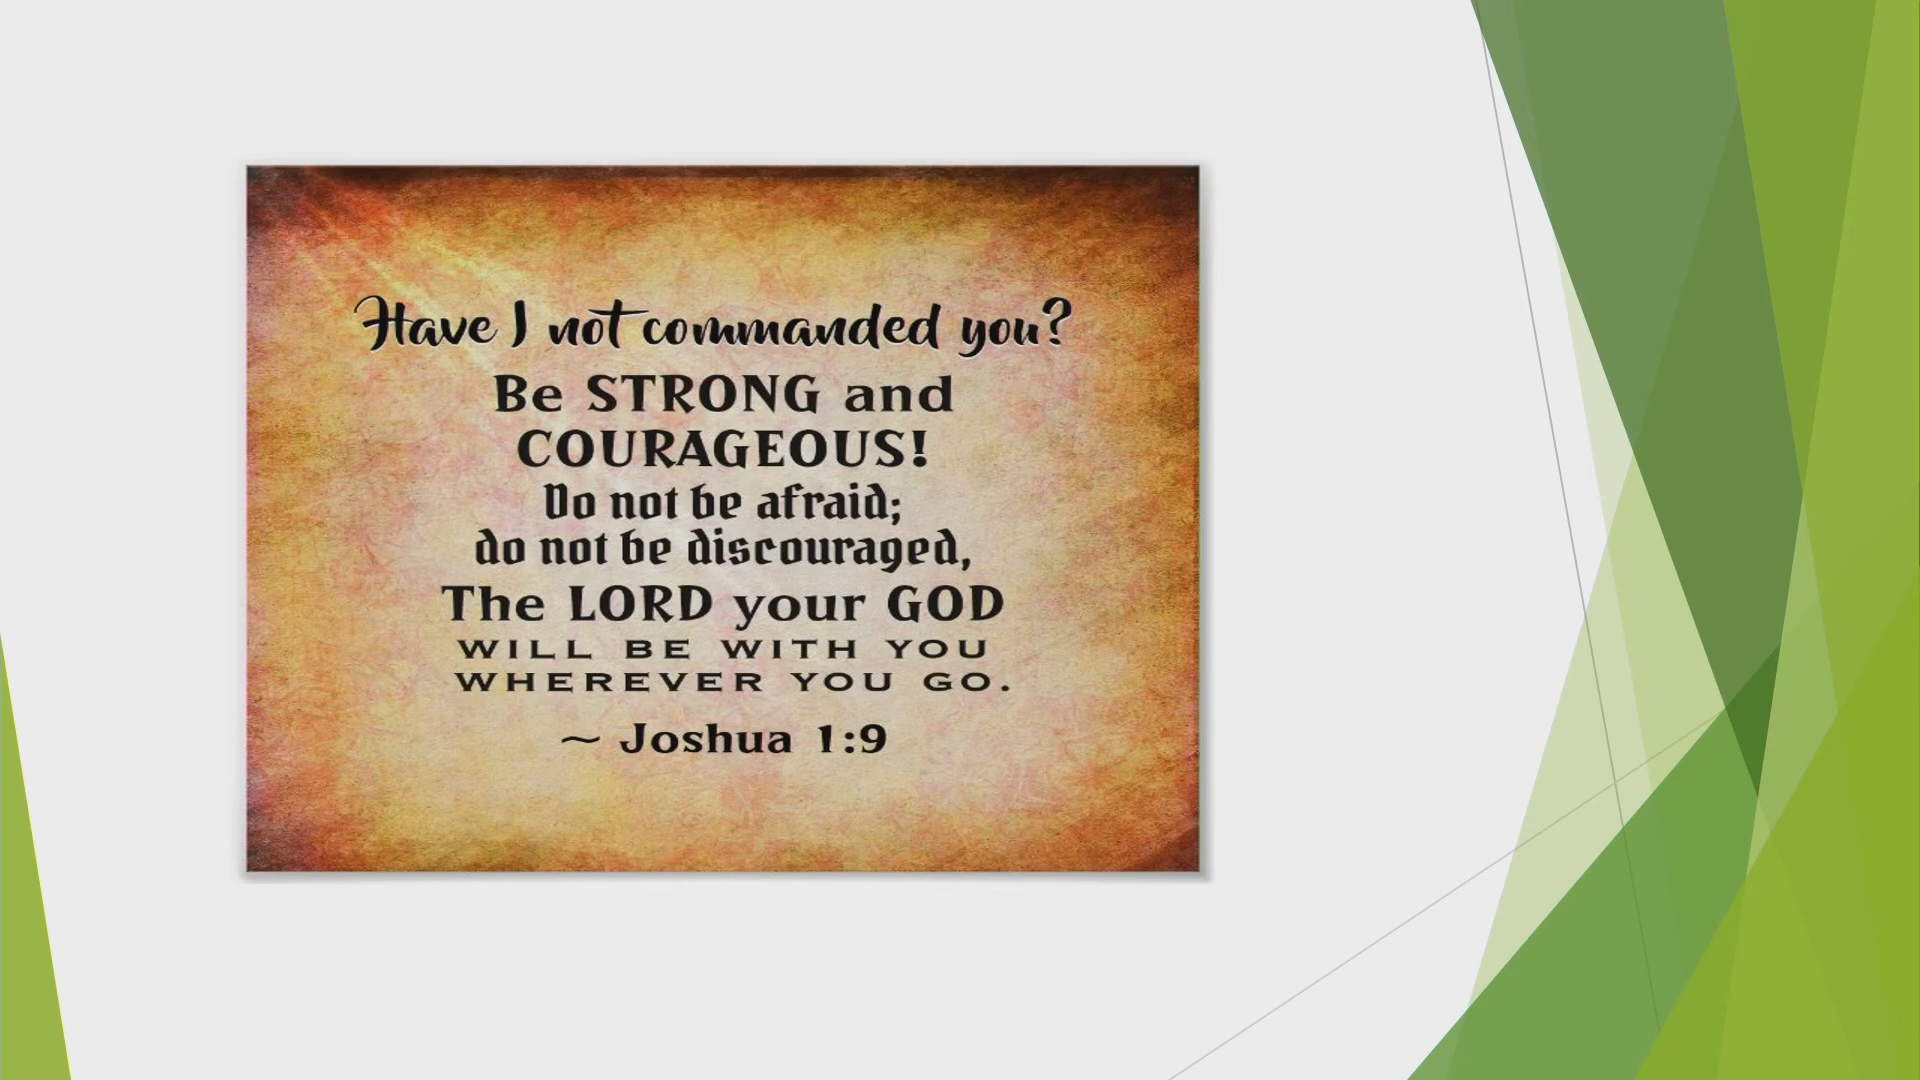 Have I not commanded you?
Be STRONG and
COURAGEOUS!
Do not be afraid;
do not be discouraged,
The LORD your GOD
WILL BE WITH YOU
WHEREVER YOU GO.
~ Joshua 1:9